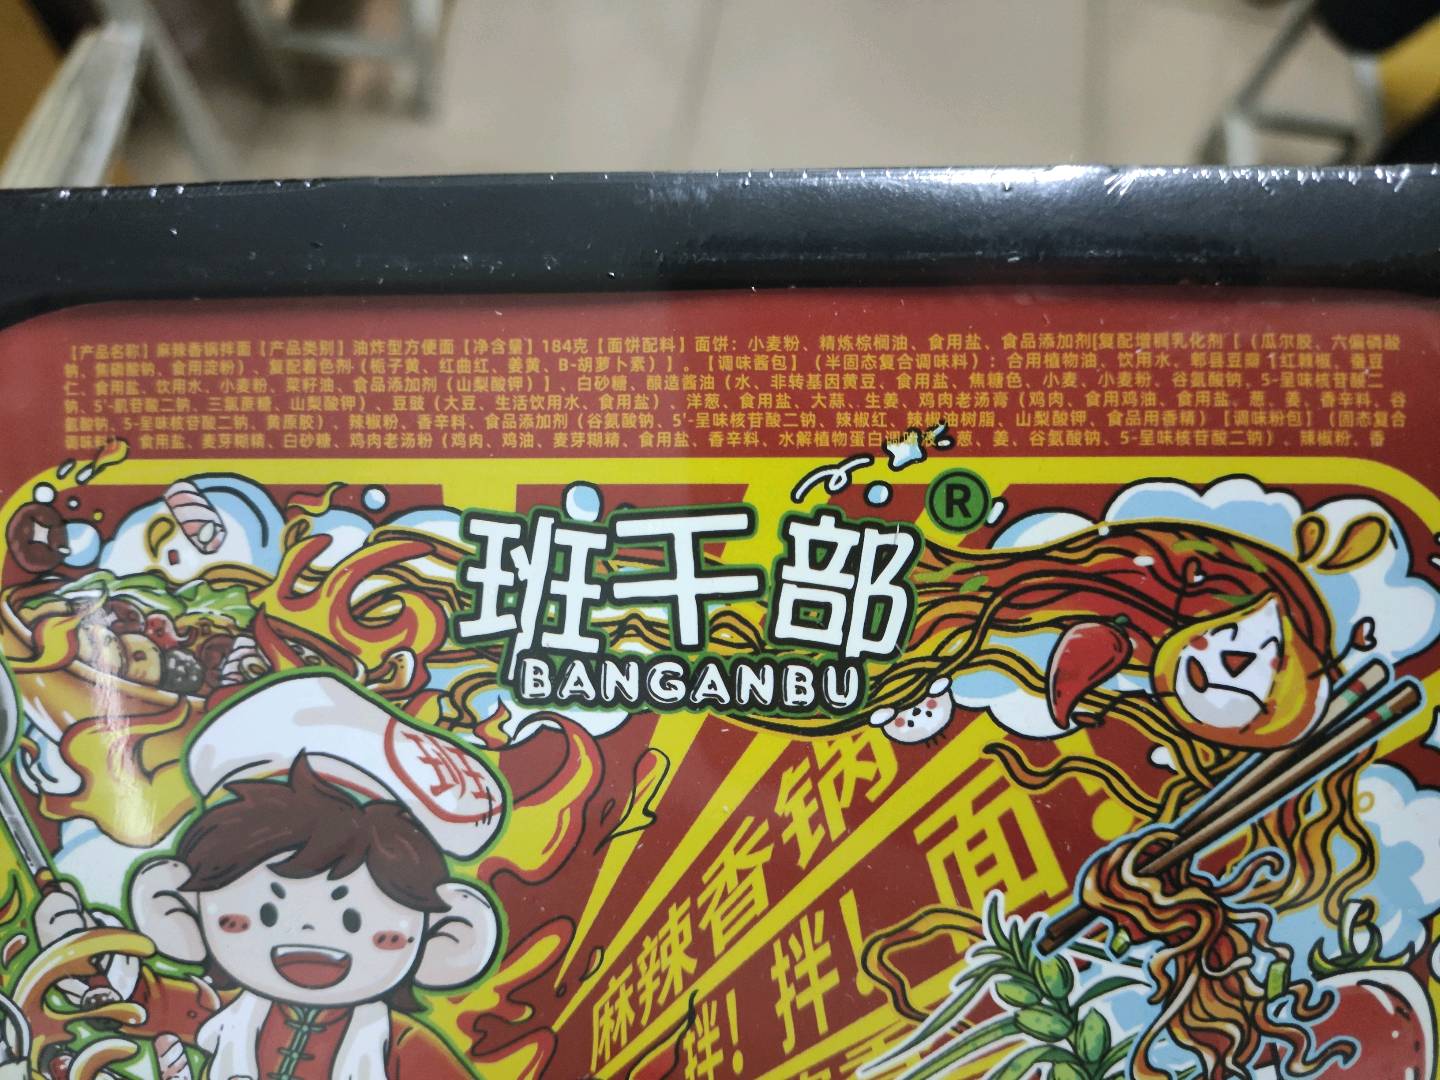 【产品名称】麻辣香锅拌面【产品类别】油炸型方便面【净含量】184克【面饼配料】面饼：小麦粉、精炼棕榈油、食用盐、食品添加剂[复配增稠乳化剂【（瓜尔胶、六偏磷酸
钠、焦磷酸钠、食用淀粉）、复配着色剂（栀子黄、红曲红、姜黄、B-胡萝卜素）】。【调味酱包】（半固态复合调味料）：合用植物油、饮用水、郫县豆瓣（红辣椒、蚕豆
仁、食用盐、饮用水、小麦粉、菜籽油、食品添加剂（山梨酸钾）】、白砂糖、酿造酱油（水、非转基因黄豆、食用盐、焦糖色、小麦、小麦粉、谷氨酸钠、5-呈味核苷酸二
钠、5'-肌苷酸二钠、三氯蔗糖、山梨酸钾）、豆豉（大豆、生活饮用水、食用盐）、洋葱、食用盐、大蒜、生姜、鸡肉老汤膏（鸡肉、食用鸡油、食用盐、葱、姜、香辛料、谷
氨酸钠、5-呈味核苷酸二钠、黄原胶）、辣椒粉、香辛料、食品添加剂（谷氨酸钠、5'-呈味核苷酸二钠、辣椒红、辣椒油树脂、山梨酸钾、食品用香精）【调味粉包】（固态复合
食用盐、麦芽糊精、白砂糖、鸡肉老汤粉（鸡肉、鸡油、麦芽糊精、食用盐、香辛料、水解植物蛋白调味液、葱、姜、谷氨酸钠、5-呈味核苷酸二钠）、辣椒粉、香
班干部®
BANGANBU
班
麻辣香锅
拌！拌！面！